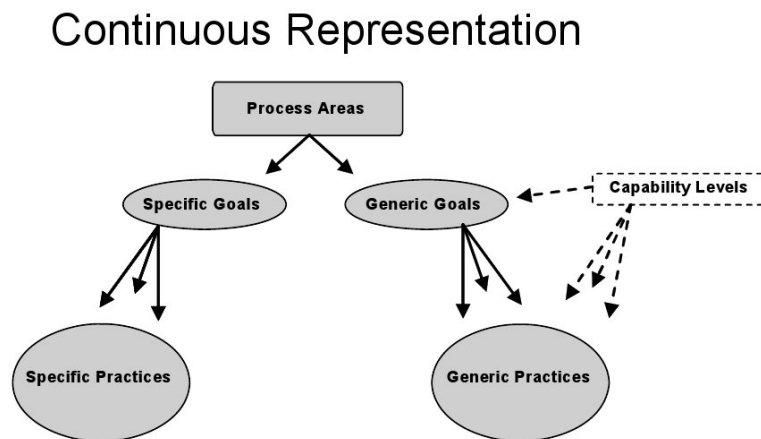 Continuous Representation
Process Areas
Specific Goals
Generic Goals
Capability Levels
Specific Practices
Generic Practices